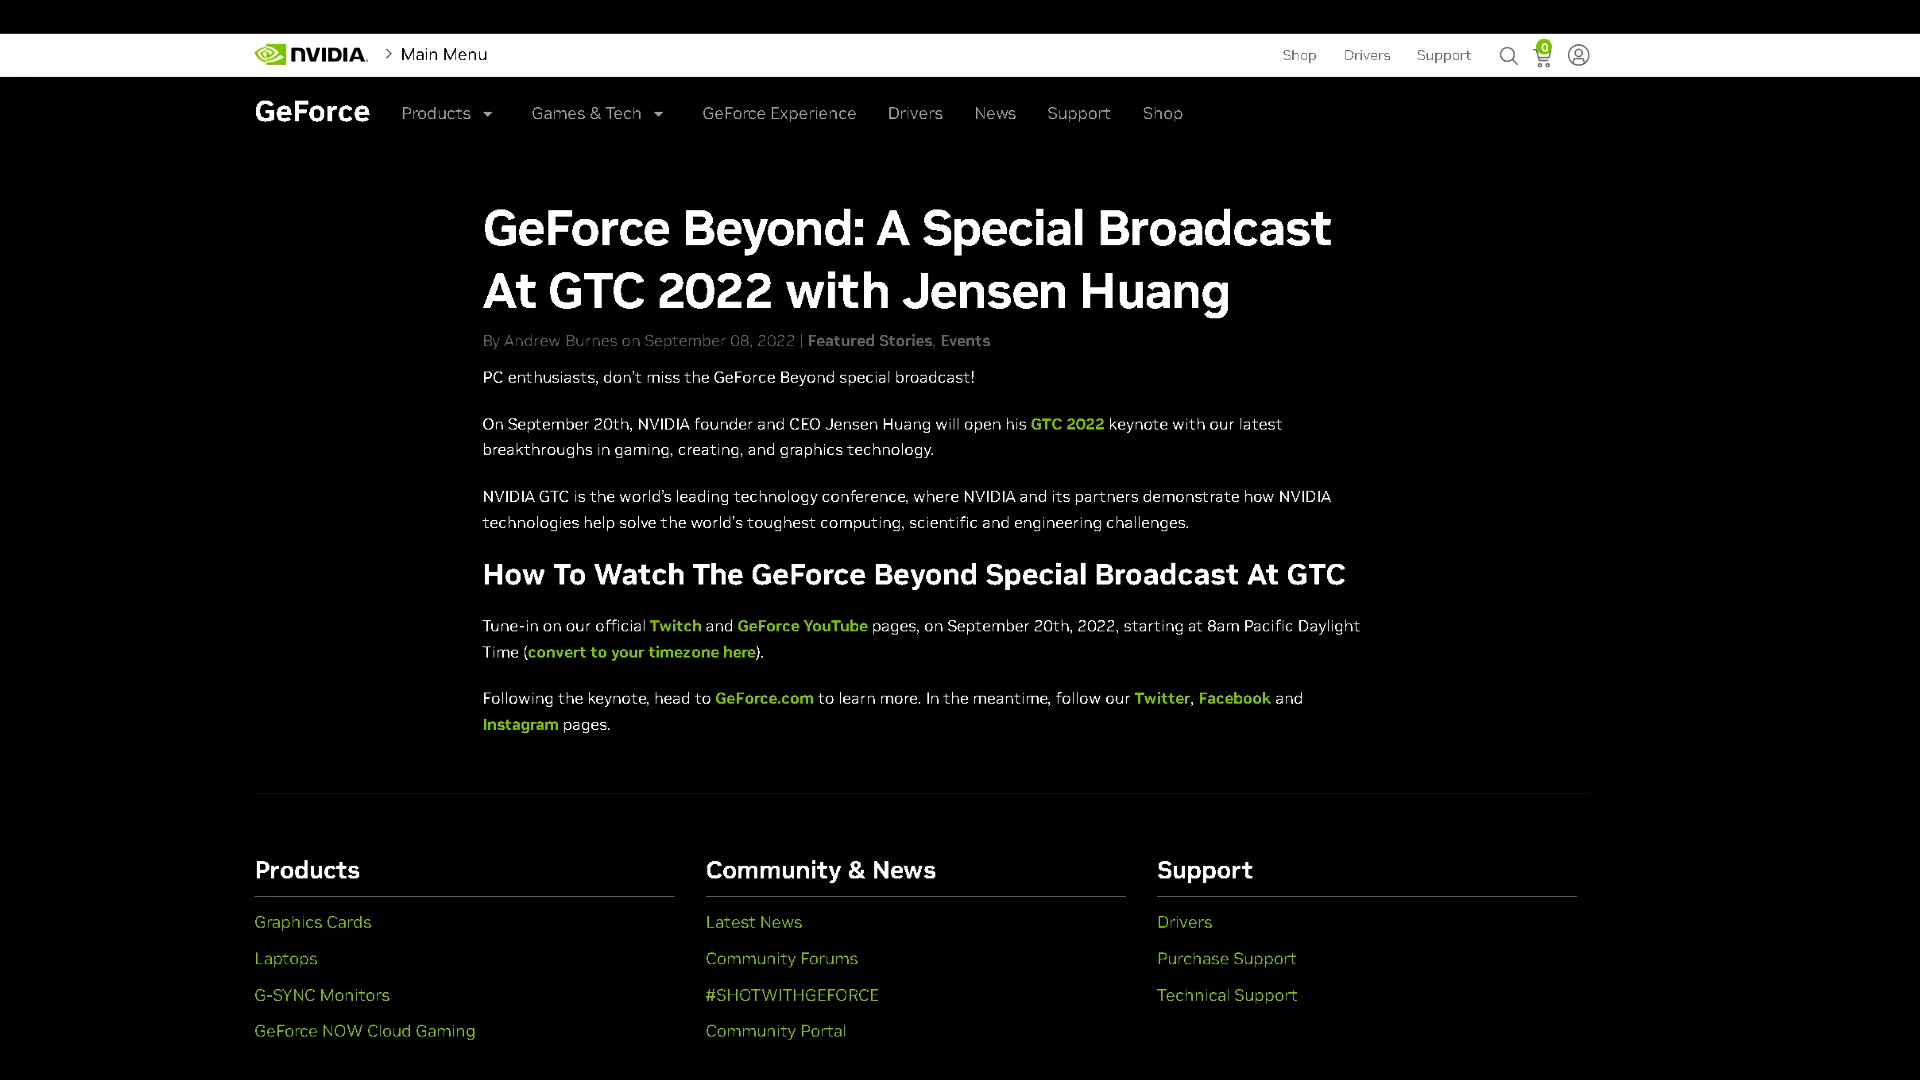 NVIDIA. > Main Menu Shop Drivers Support 0
GeForce Products Games & Tech GeForce Experience Drivers News Support Shop
GeForce Beyond: A Special Broadcast
At GTC 2022 with Jensen Huang
By Andrew Burnes on September 08, 2022 | Featured Stories, Events
PC enthusiasts, don't miss the GeForce Beyond special broadcast!
On September 20th, NVIDIA founder and CEO Jensen Huang will open his GTC 2022 keynote with our latest
breakthroughs in gaming, creating, and graphics technology.
NVIDIA GTC is the world's leading technology conference, where NVIDIA and its partners demonstrate how NVIDIA
technologies help solve the world's toughest computing, scientific and engineering challenges.
How To Watch The GeForce Beyond Special Broadcast At GTC
Tune-in on our official Twitch and GeForce YouTube pages, on September 20th, 2022, starting at 8am Pacific Daylight
Time (convert to your timezone here).
Following the keynote, head to GeForce.com to learn more. In the meantime, follow our Twitter, Facebook and
Instagram pages.
Products
Graphics Cards
Laptops
G-SYNC Monitors
GeForce NOW Cloud Gaming
Community & News
Latest News
Community Forums
#SHOTWITHGEFORCE
Community Portal
Support
Drivers
Purchase Support
Technical Support